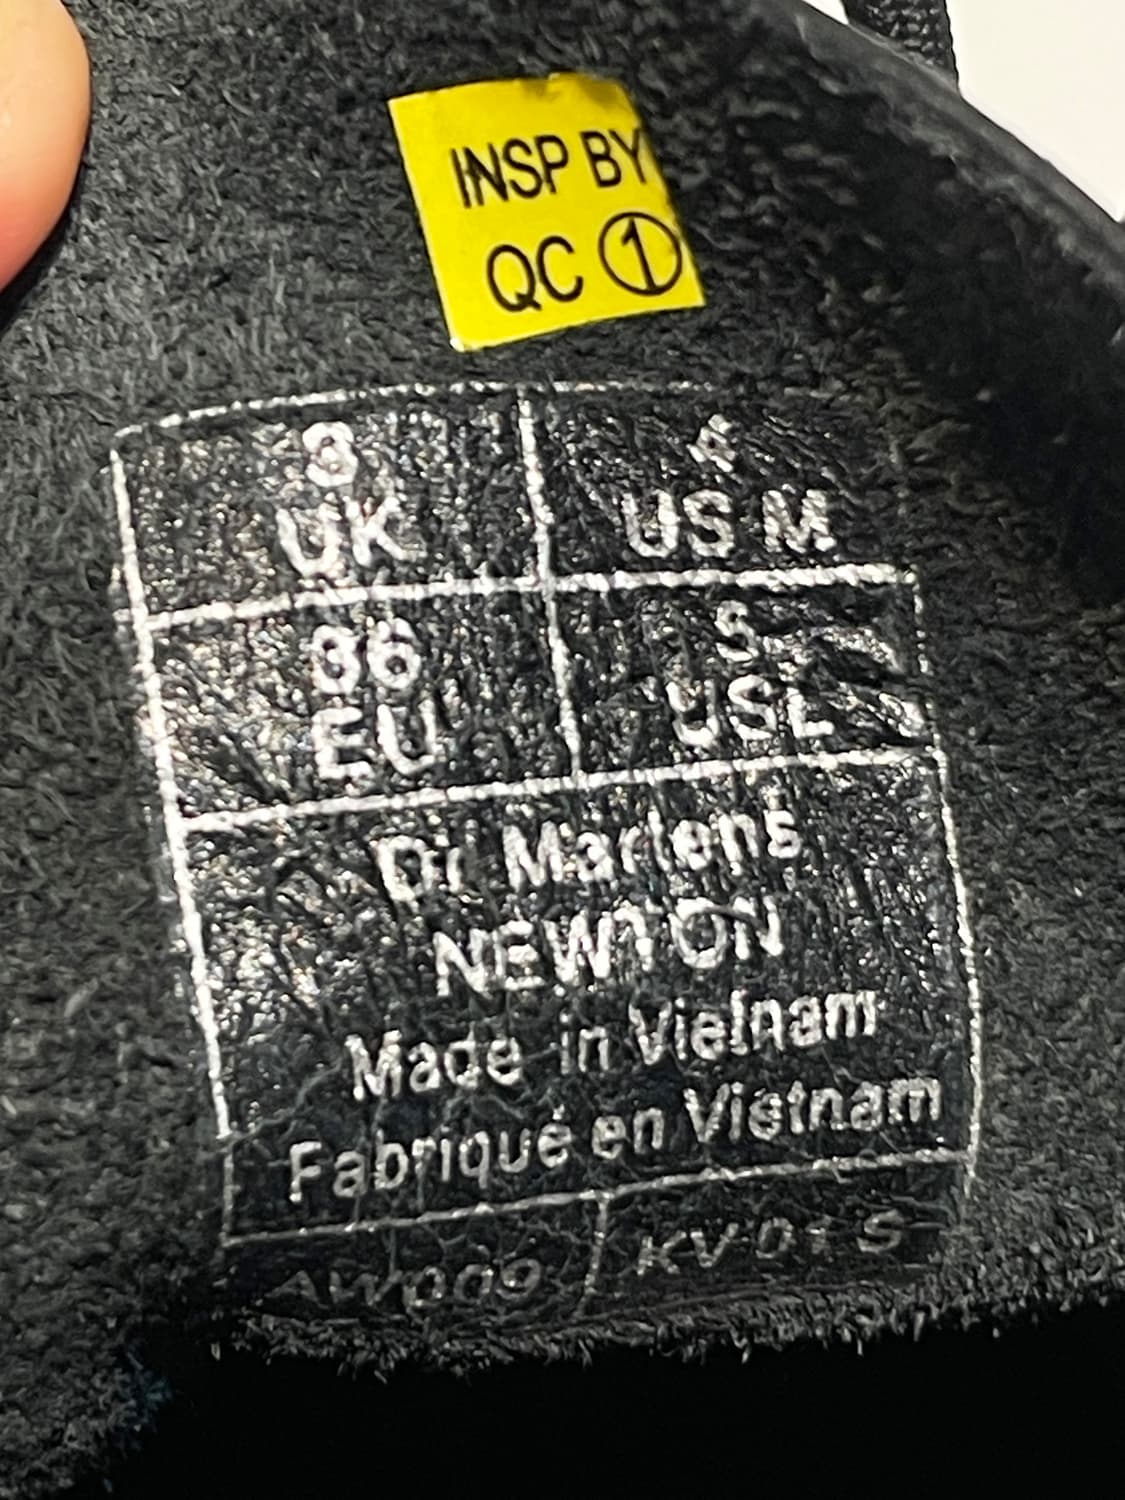 INSP BY
QC ①
3
UK
4
US M
36
EU
5
USL
Dr Martens
NEWTON
Made in Vietnam
Fabriqué en Vietnam
AW009
KV01S